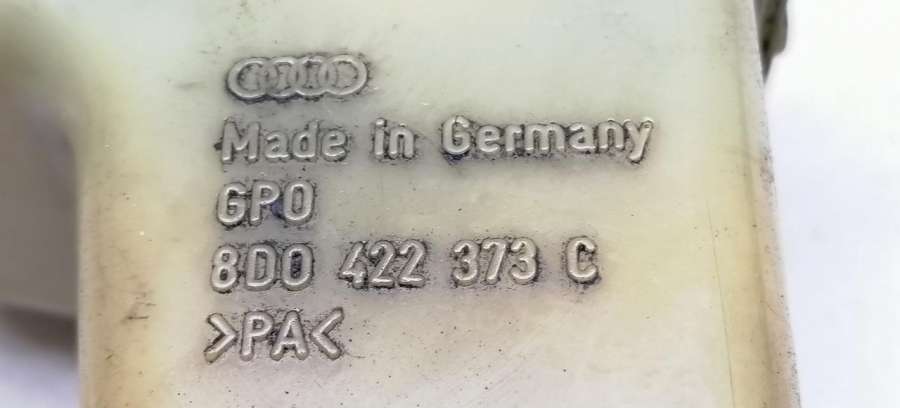 Made in Germany
GPO
8D0 422 373 C
>PA<